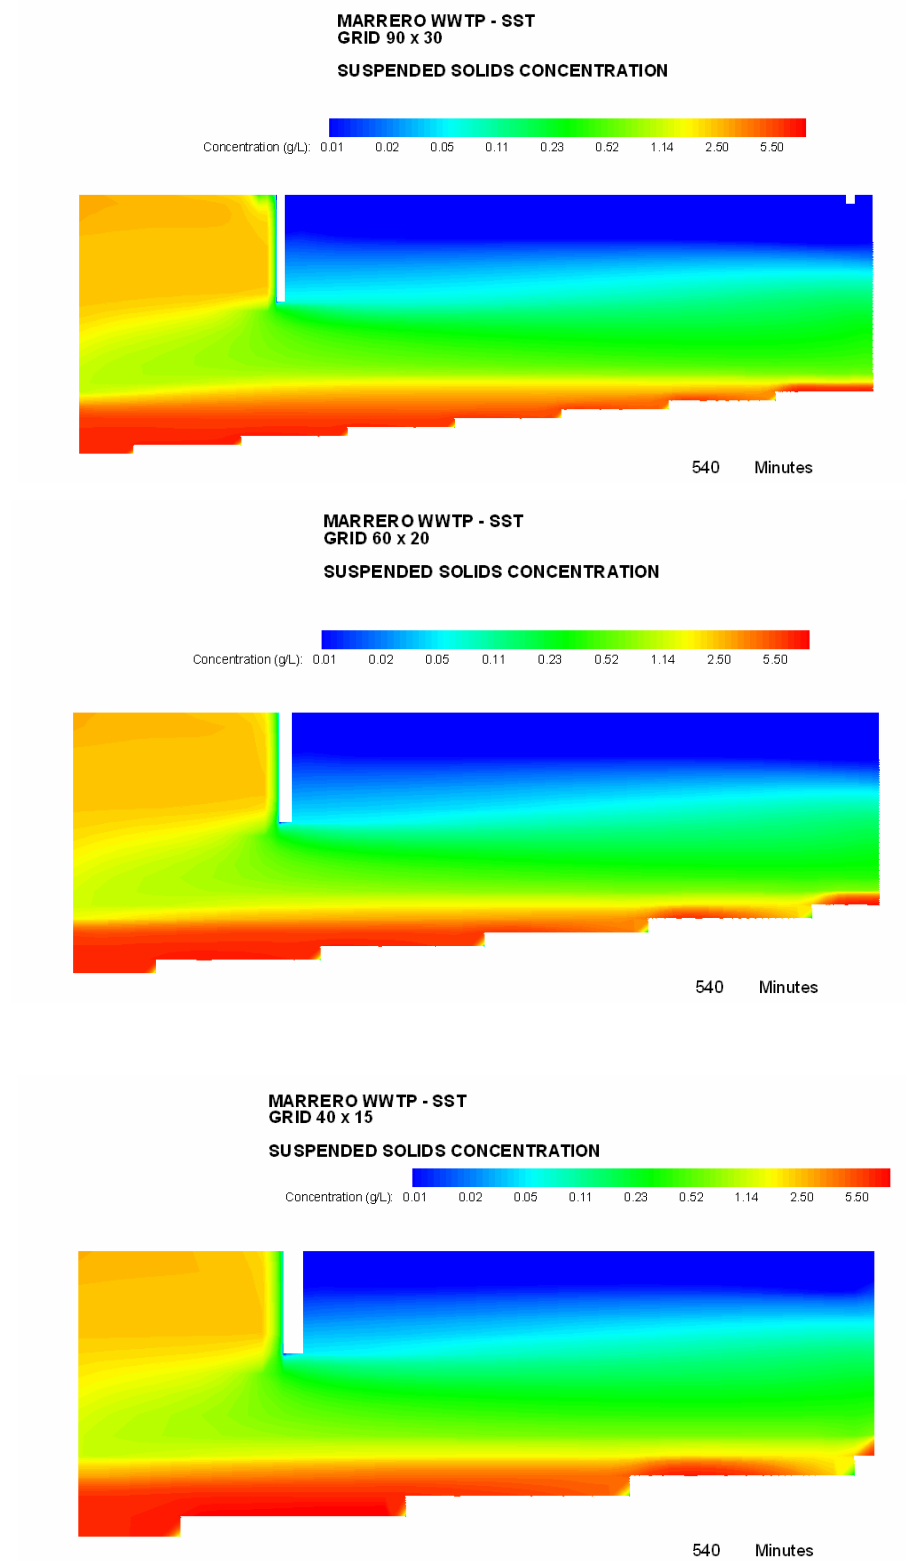 MARRERO WWTP - SST
GRID 90 x 30
SUSPENDED SOLIDS CONCENTRATION
Concentration (g/L): 0.01 0.02 0.05 0.11 0.23 0.52 1.14 2.50 5.50
540 Minutes
MARRERO WWTP - SST
GRID 60 x 20
SUSPENDED SOLIDS CONCENTRATION
Concentration (g/L): 0.01 0.02 0.05 0.11 0.23 0.52 1.14 2.50 5.50
540 Minutes
MARRERO WWTP - SST
GRID 40 x 15
SUSPENDED SOLIDS CONCENTRATION
Concentration (g/L): 0.01 0.02 0.05 0.11 0.23 0.52 1.14 2.50 5.50
540 Minutes